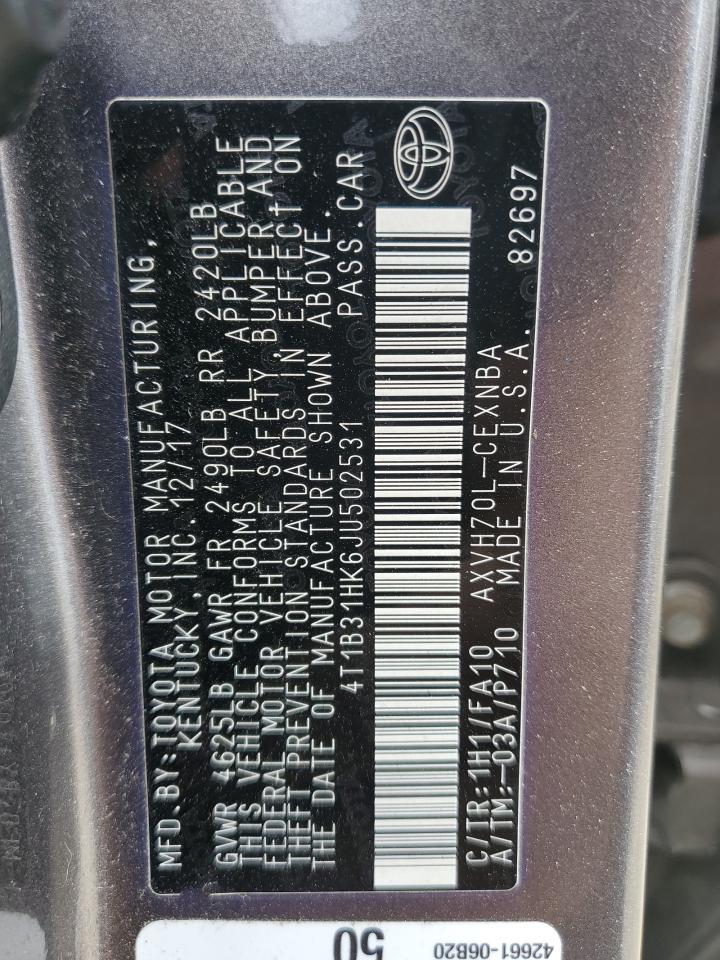 MFD.BY:TOYOTA MOTOR MANUFACTURING,
KENTUCKY,INC.12/17
GVWR 4625LB GAWR FR 2490LB RR 2420LB
THIS VEHICLE CONFORMS TO ALL APPLICABLE
FEDERAL MOTOR VEHICLE SAFETY,BUMPER,AND
THEFT PREVENTION STANDARDS IN EFFECT ON
THE DATE OF MANUFACTURE SHOWN ABOVE.
4T1B31HK6JU502531 PASS.CAR
C/TR:1H1/FA10 AXVH70L-CEXNBA
A/TM:-03A/P710 MADE IN U.S.A. 82697
50
42661-06B20